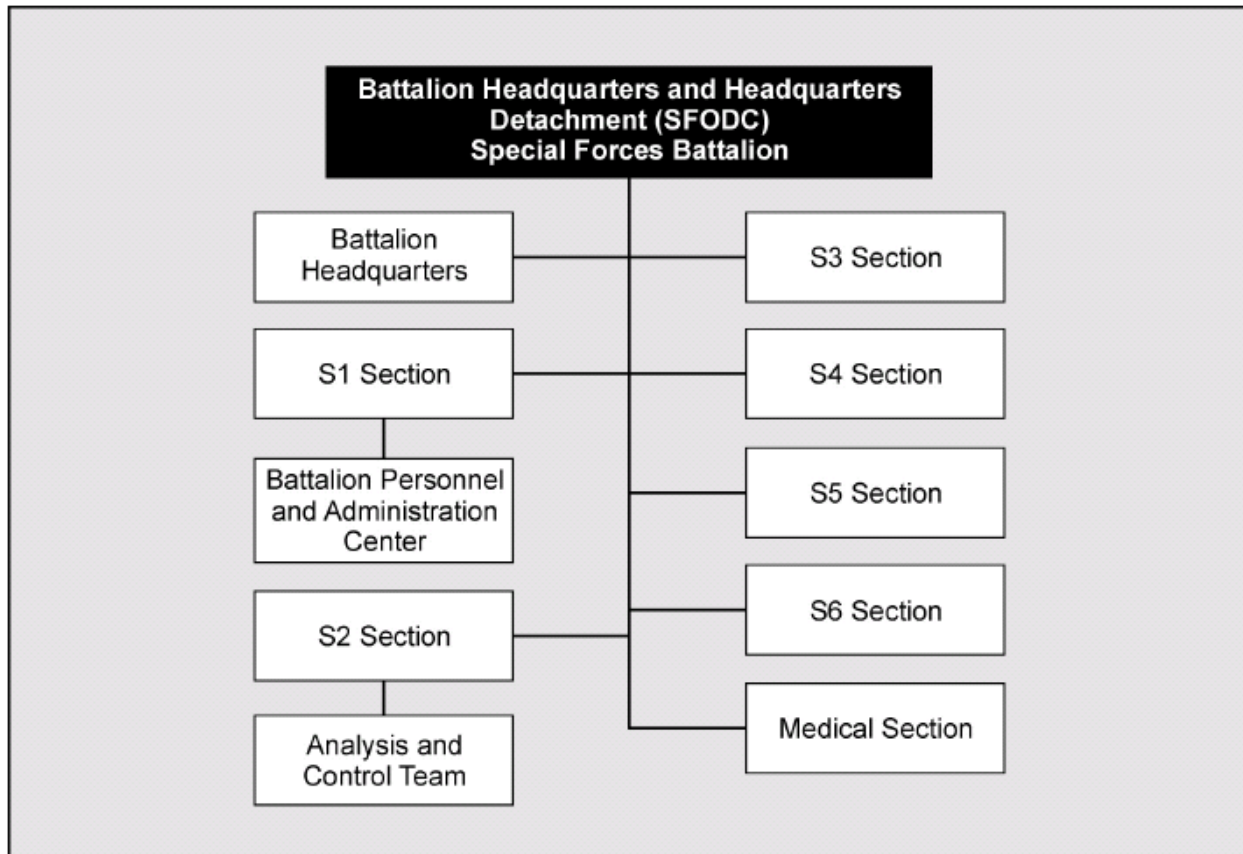 Battalion Headquarters and Headquarters
Detachment (SFODC)
Special Forces Battalion
Battalion
Headquarters
S1 Section
Battalion Personnel
and Administration
Center
S2 Section
Analysis and
Control Team
S3 Section
S4 Section
S5 Section
S6 Section
Medical Section